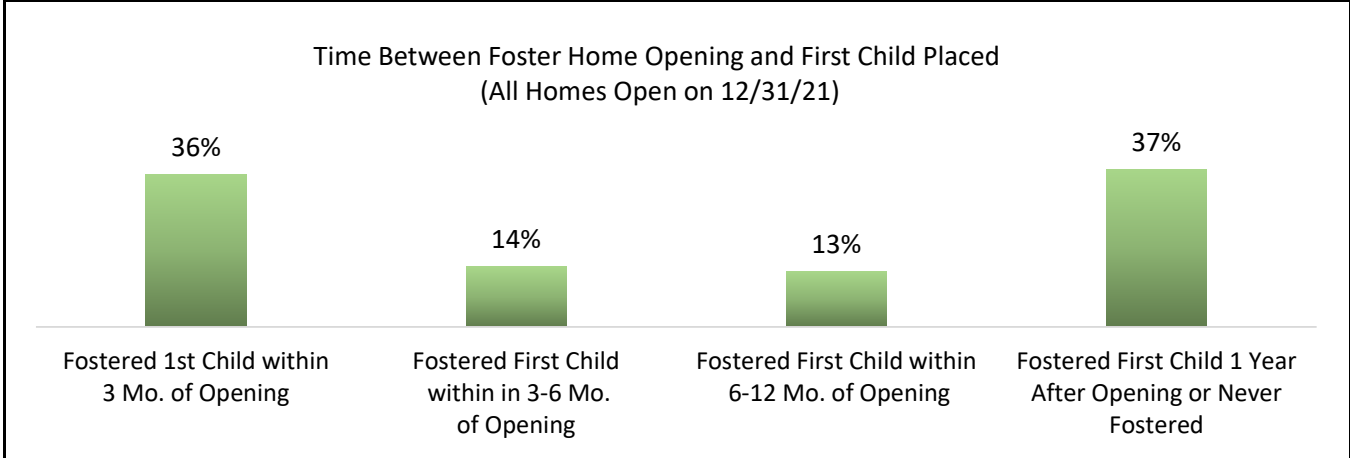 Time Between Foster Home Opening and First Child Placed
(All Homes Open on 12/31/21)
36%
14%
13%
37%
Fostered 1st Child within
3 Mo. of Opening
Fostered First Child
within in 3-6 Mo.
of Opening
Fostered First Child within
6-12 Mo. of Opening
Fostered First Child 1 Year
After Opening or Never
Fostered